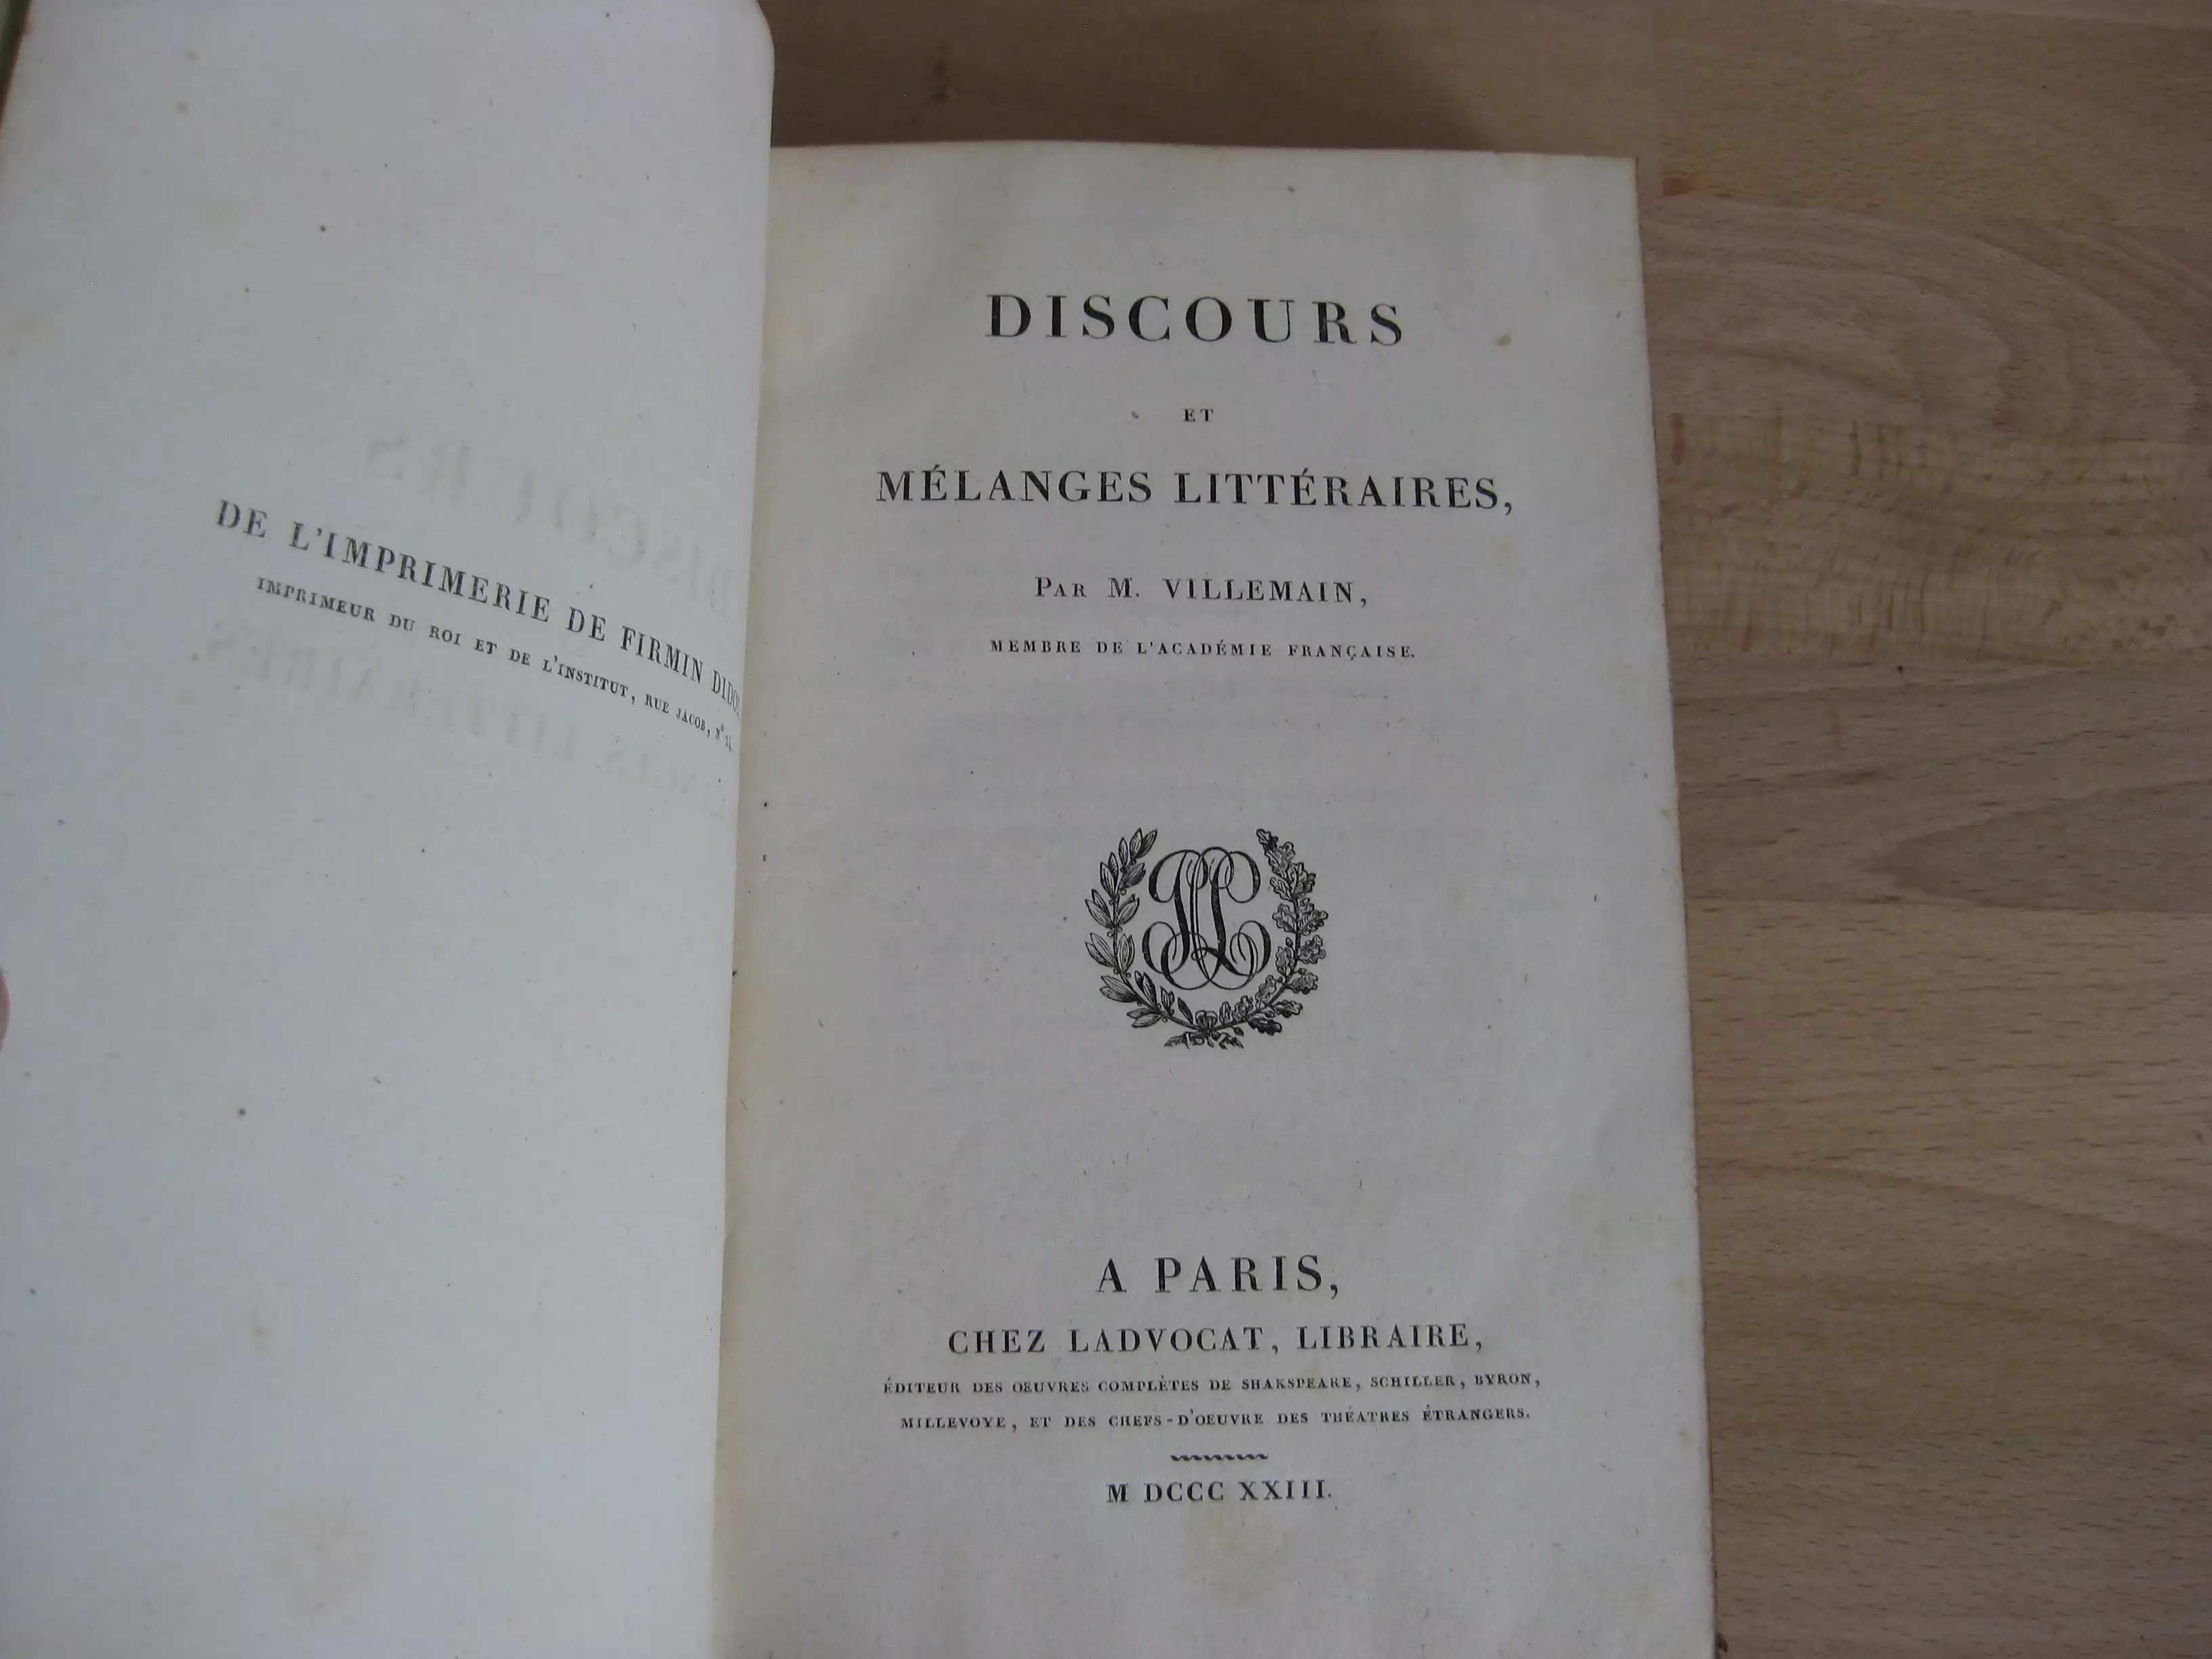 DE L'IMPRIMERIE DE FIRMIN DIDOT,
IMPRIMEUR DU ROI ET DE L'INSTITUT, RUE JACOB, Nº
DISCOURS
ET
MÉLANGES LITTÉRAIRES,
PAR M. VILLEMAIN,
MEMBRE DE L'ACADÉMIE FRANÇAISE.
A PARIS,
CHEZ LADVOCAT, LIBRAIRE,
ÉDITEUR DES OEUVRES COMPLÈTES DE SHAKSPEARE, SCHILLER, BYRON,
MILLEVOYE, ET DES CHEFS-D'OEUVRE DES THÉATRES ÉTRANGERS.
M DCCC XXIII.